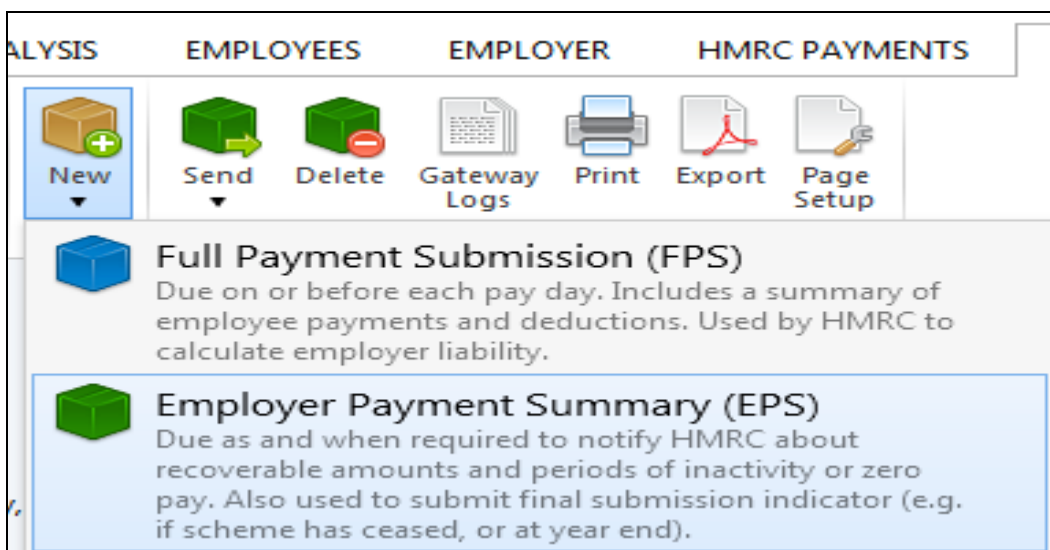 ALYSIS EMPLOYEES EMPLOYER HMRC PAYMENTS
New Send Delete Gateway Logs Print Export Page Setup
Full Payment Submission (FPS)
Due on or before each pay day. Includes a summary of
employee payments and deductions. Used by HMRC to
calculate employer liability.
Employer Payment Summary (EPS)
Due as and when required to notify HMRC about
recoverable amounts and periods of inactivity or zero
pay. Also used to submit final submission indicator (e.g.
if scheme has ceased, or at year end).